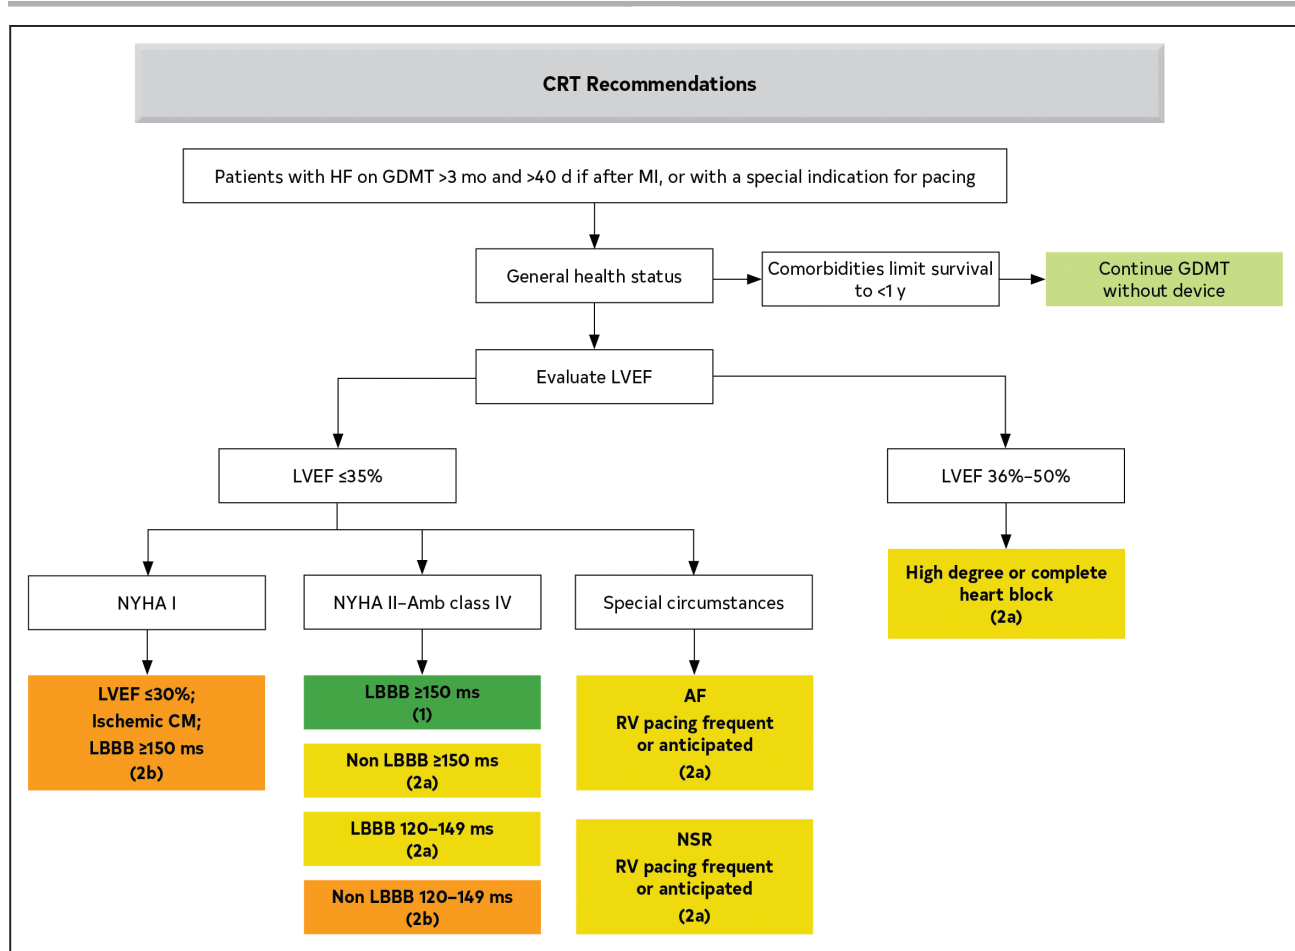 CRT Recommendations
Patients with HF on GDMT >3 mo and >40 d if after MI, or with a special indication for pacing
General health status
Comorbidities limit survival
to <1 y
Continue GDMT
without device
Evaluate LVEF
LVEF ≤35%
LVEF 36%–50%
NYHA I
NYHA II–Amb class IV
Special circumstances
High degree or complete
heart block
(2a)
LVEF ≤30%;
Ischemic CM;
LBBB ≥150 ms
(2b)
LBBB ≥150 ms
(1)
Non LBBB ≥150 ms
(2a)
LBBB 120–149 ms
(2a)
Non LBBB 120–149 ms
(2b)
AF
RV pacing frequent
or anticipated
(2a)
NSR
RV pacing frequent
or anticipated
(2a)